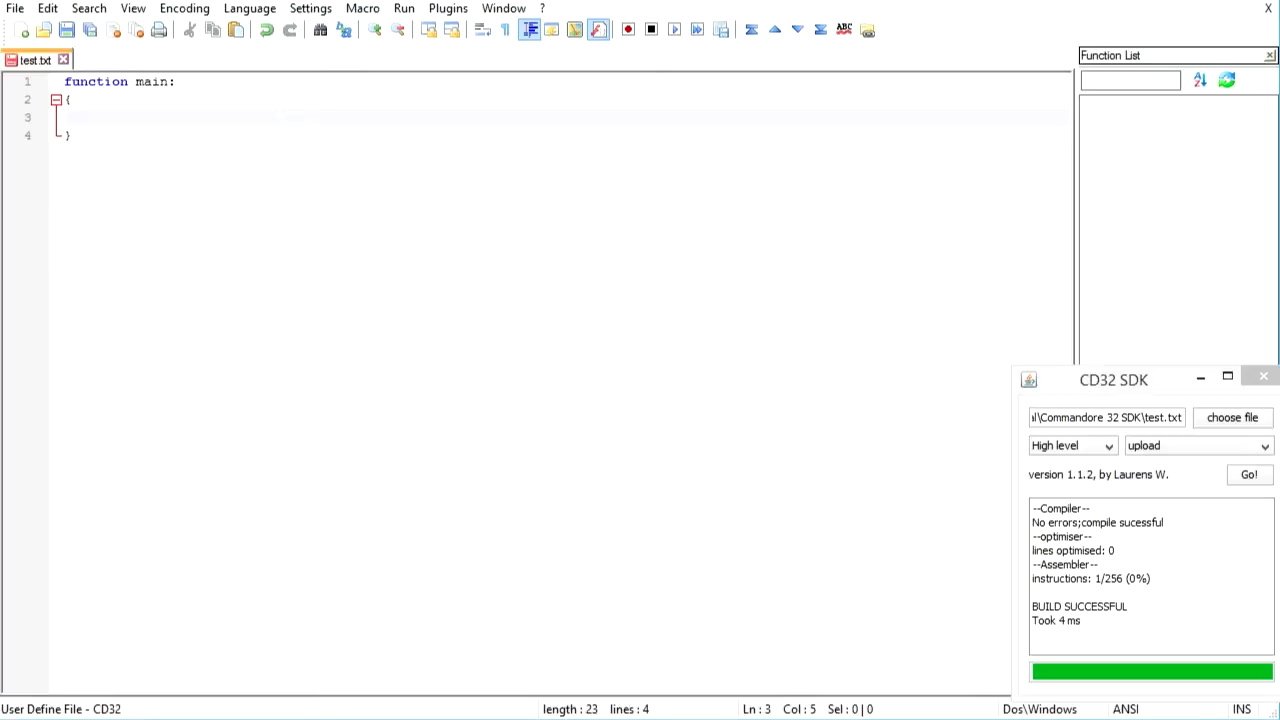 File Edit Search View Encoding Language Settings Macro Run Plugins Window ? X
ABC
test.txt
Function List
1 function main:
2 {
3
4 }
CD32 SDK
l\Commandore 32 SDK\test.txt choose file
High level upload
version 1.1.2, by Laurens W. Go!
--Compiler--
No errors;compile sucessful
--optimiser--
lines optimised: 0
--Assembler--
instructions: 1/256 (0%)
BUILD SUCCESSFUL
Took 4 ms
User Define File - CD32 length : 23 lines : 4 Ln : 3 Col : 5 Sel : 0 | 0 Dos\Windows ANSI INS